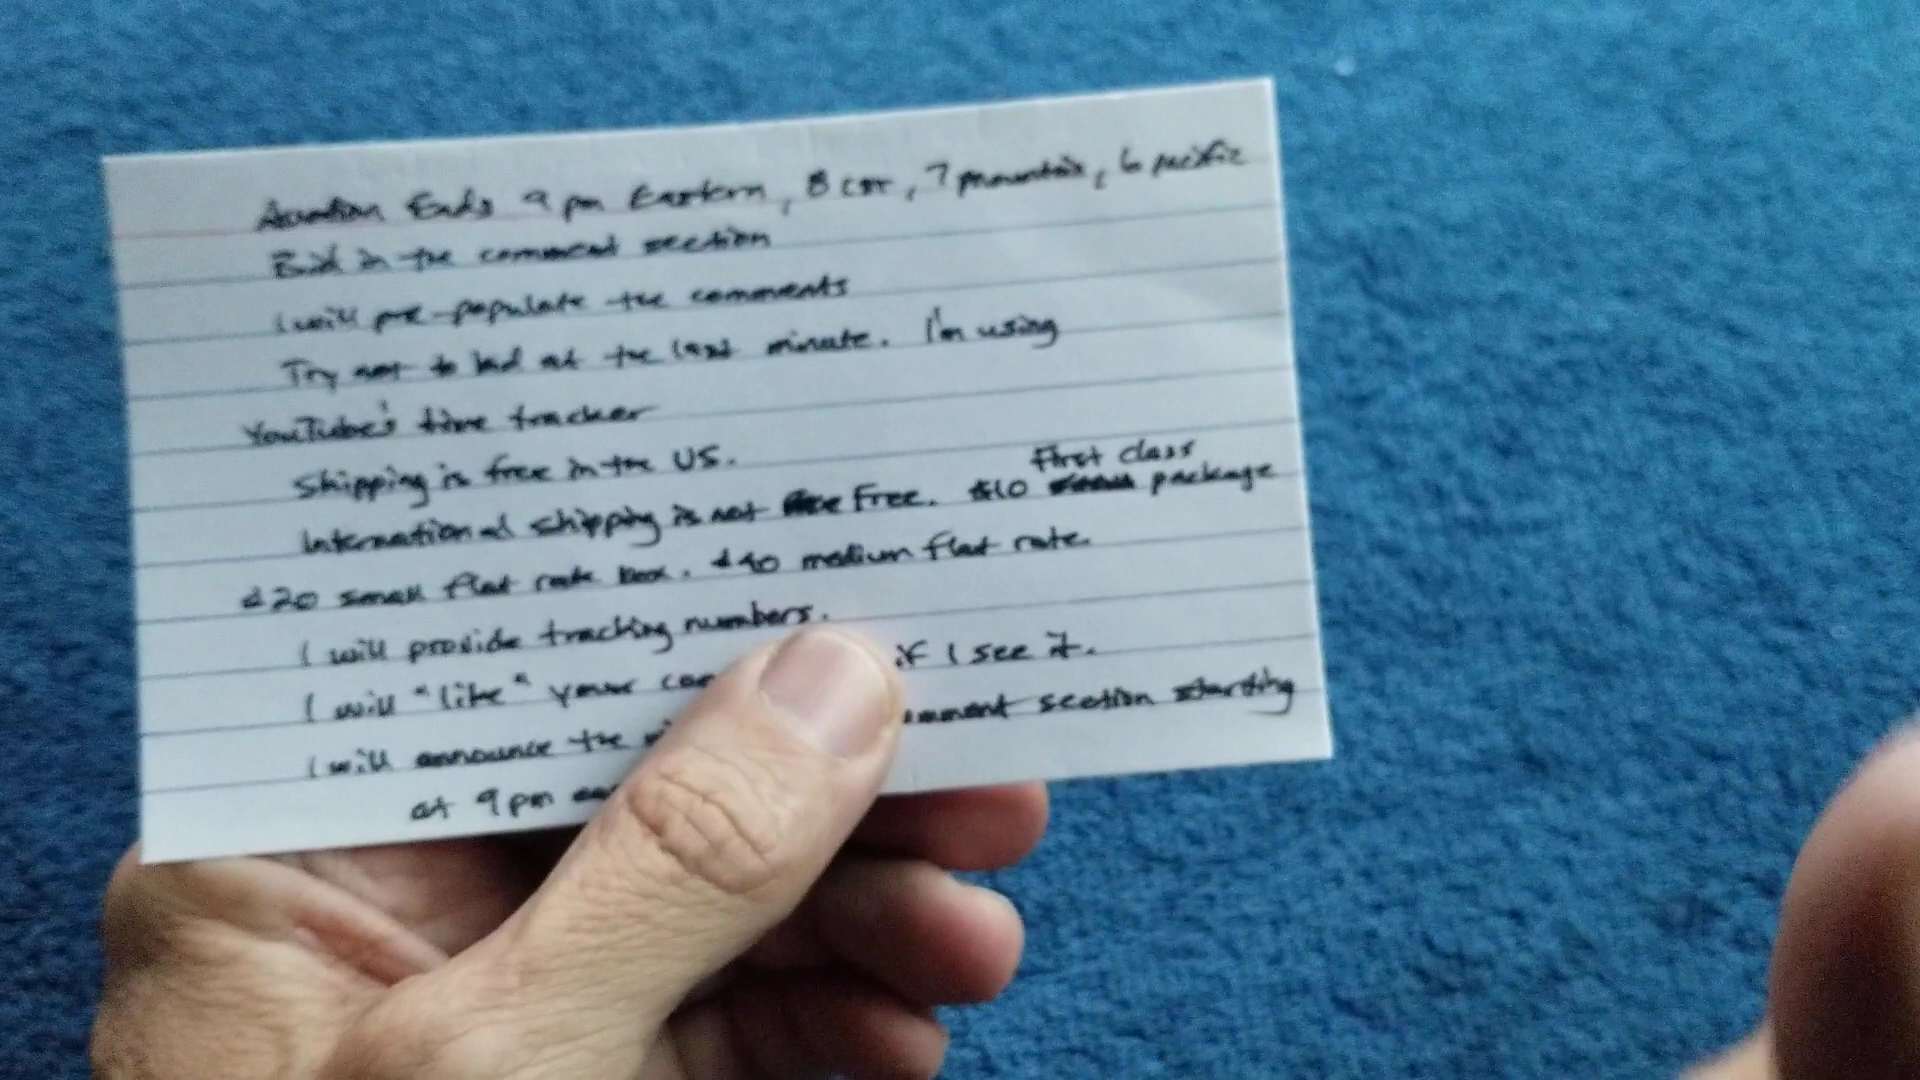 Auction Ends 9 pm Eastern, 8 CST, 7 mountain, 6 pacific
Bid in the comment section
I will pre-populate the comments
Try not to bid at the last minute. I'm using
YouTube's time tracker
Shipping is free in the US.
First class
International shipping is not Free. $10 package
$20 small flat rate box. $40 medium flat rate.
I will provide tracking numbers.
I will "like" your if I see it.
I will announce the section starting
at 9 pm